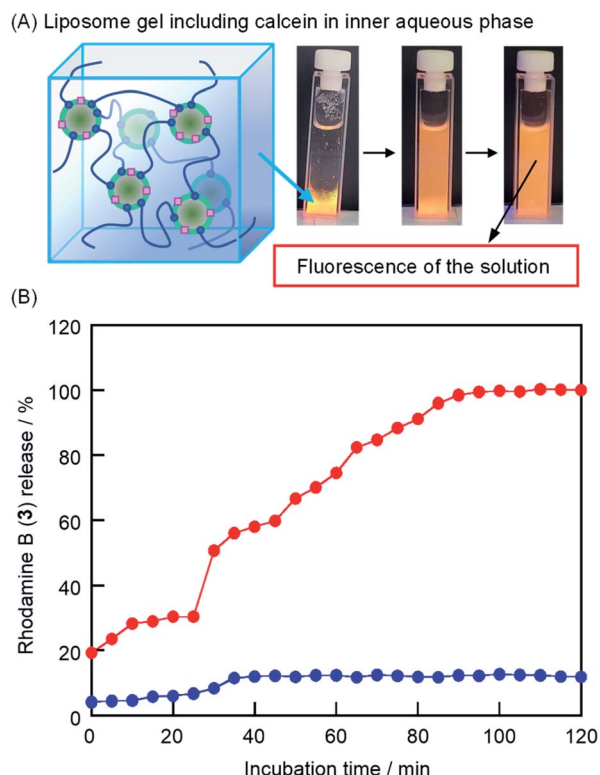 (A) Liposome gel including calcein in inner aqueous phase
Fluorescence of the solution
(B)
120
100
80
60
40
20
0
Rhodamine B (3) release / %
0 20 40 60 80 100 120
Incubation time / min